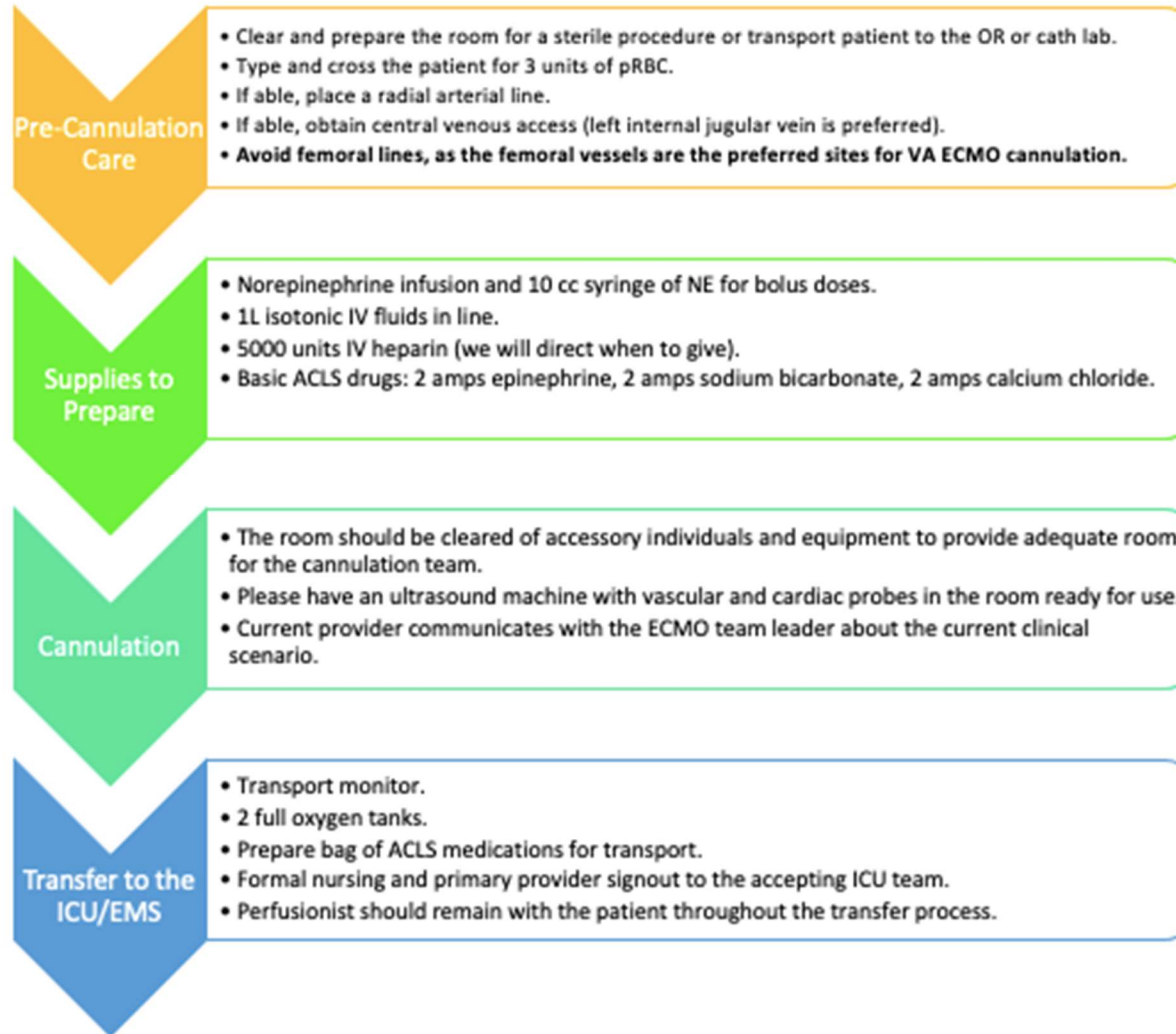 Pre-Cannulation
Care
• Clear and prepare the room for a sterile procedure or transport patient to the OR or cath lab.
• Type and cross the patient for 3 units of pRBC.
• If able, place a radial arterial line.
• If able, obtain central venous access (left internal jugular vein is preferred).
• Avoid femoral lines, as the femoral vessels are the preferred sites for VA ECMO cannulation.
Supplies to
Prepare
• Norepinephrine infusion and 10 cc syringe of NE for bolus doses.
• 1L isotonic IV fluids in line.
• 5000 units IV heparin (we will direct when to give).
• Basic ACLS drugs: 2 amps epinephrine, 2 amps sodium bicarbonate, 2 amps calcium chloride.
Cannulation
• The room should be cleared of accessory individuals and equipment to provide adequate room
for the cannulation team.
• Please have an ultrasound machine with vascular and cardiac probes in the room ready for use
• Current provider communicates with the ECMO team leader about the current clinical
scenario.
Transfer to the
ICU/EMS
• Transport monitor.
• 2 full oxygen tanks.
• Prepare bag of ACLS medications for transport.
• Formal nursing and primary provider signout to the accepting ICU team.
• Perfusionist should remain with the patient throughout the transfer process.